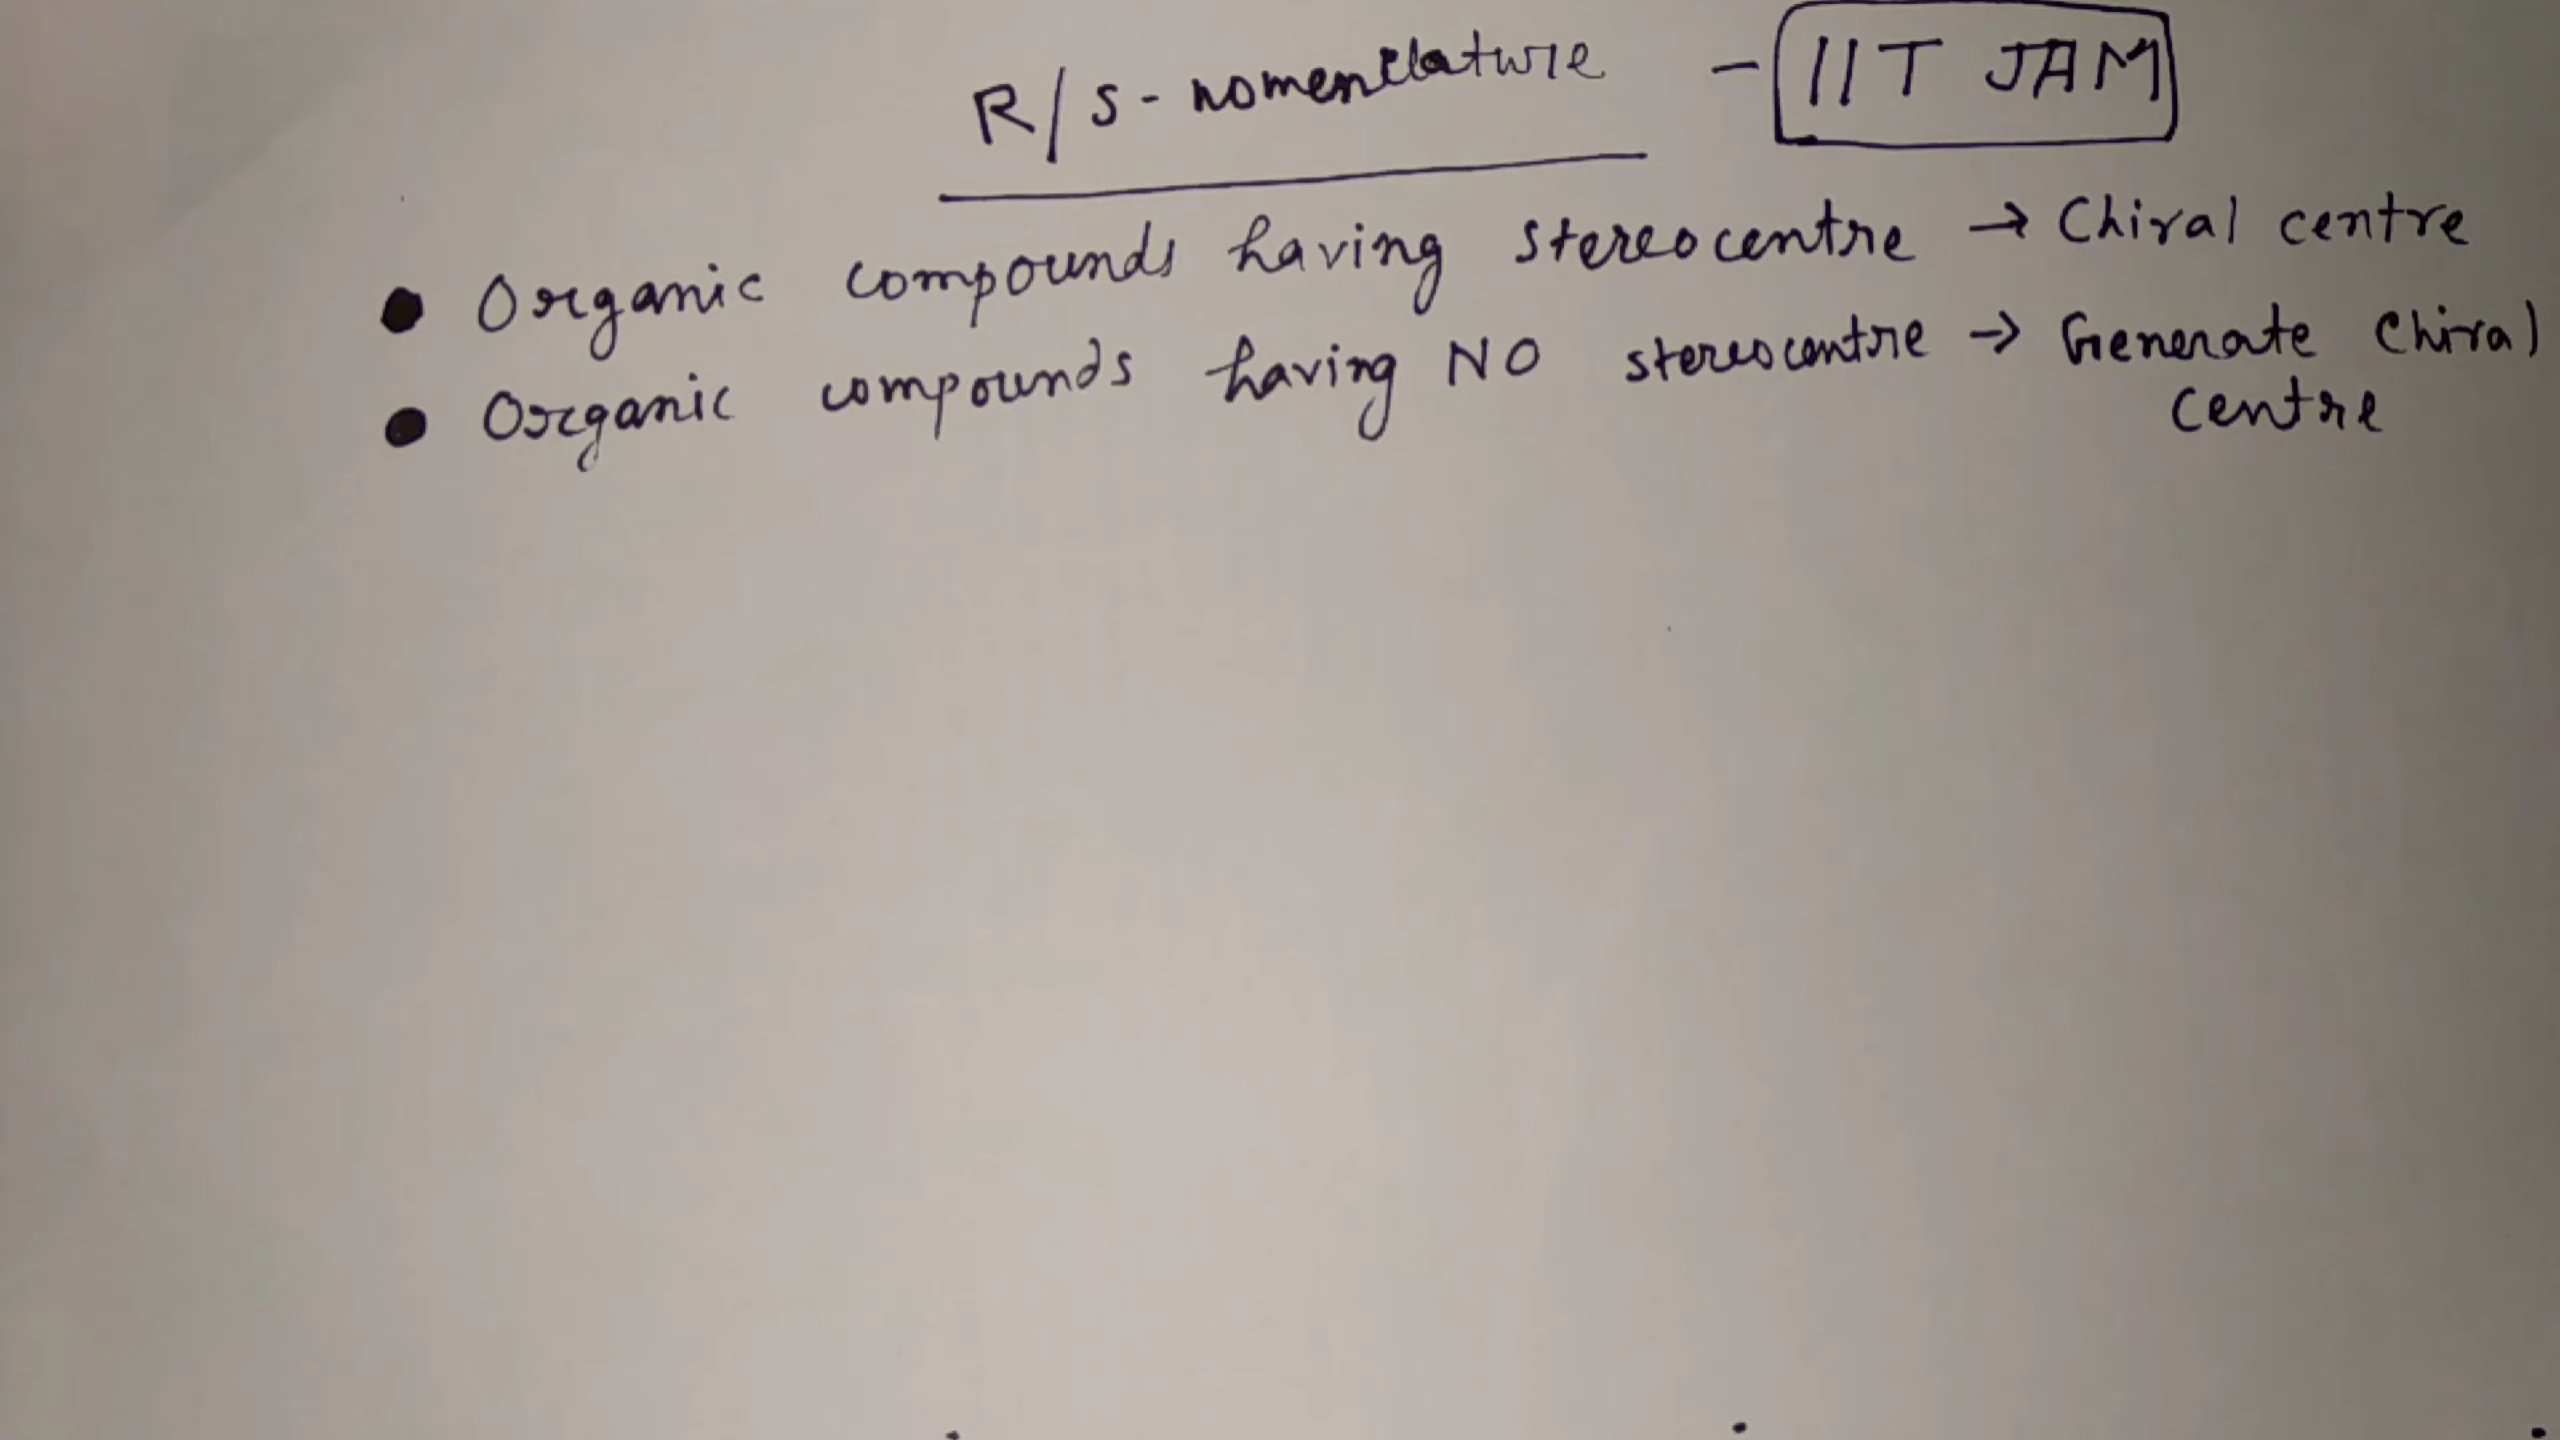 R/S - nomenclature - IIT JAM
● Organic compounds having stereocentre → Chiral centre
● Organic compounds having NO stereocentre → Generate Chiral
centre